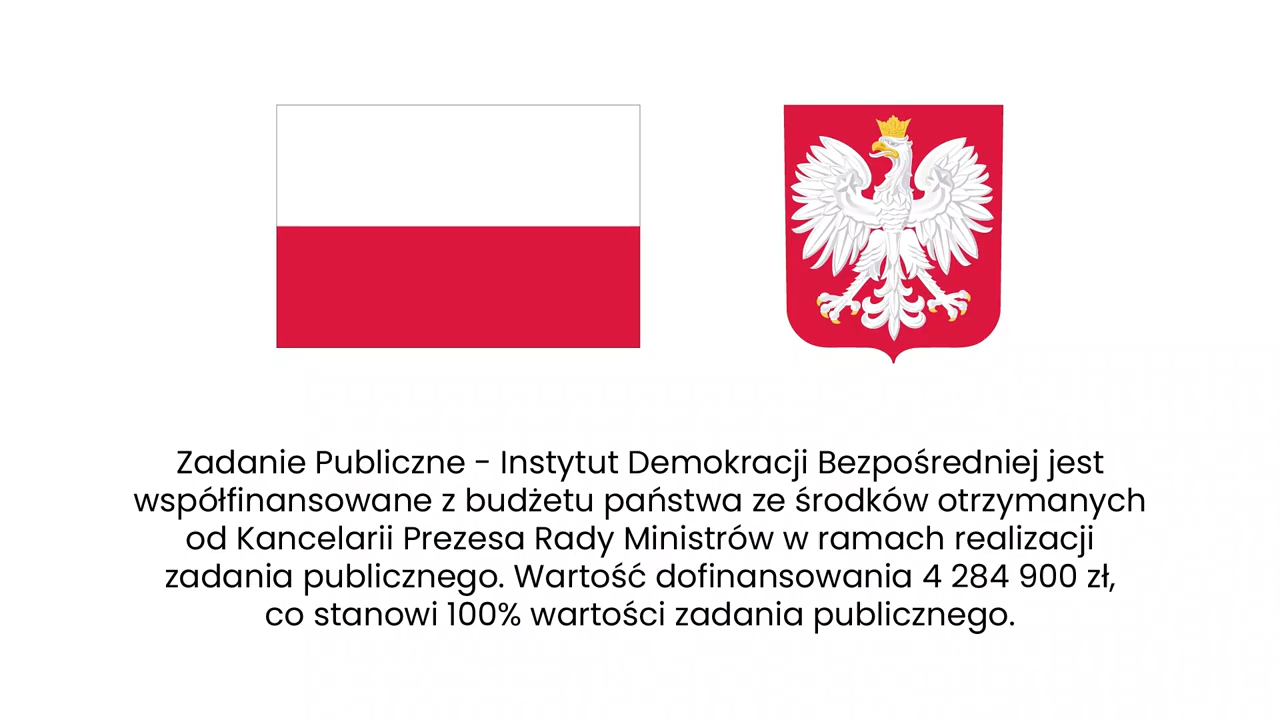 Zadanie Publiczne - Instytut Demokracji Bezpośredniej jest
współfinansowane z budżetu państwa ze środków otrzymanych
od Kancelarii Prezesa Rady Ministrów w ramach realizacji
zadania publicznego. Wartość dofinansowania 4 284 900 zł,
co stanowi 100% wartości zadania publicznego.